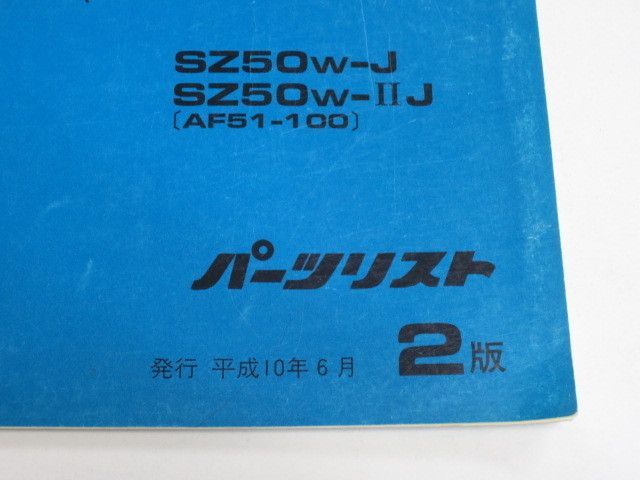 SZ50W-J
SZ50W-IIJ
〔AF51-100〕
パーツリスト
発行 平成10年6月 2版